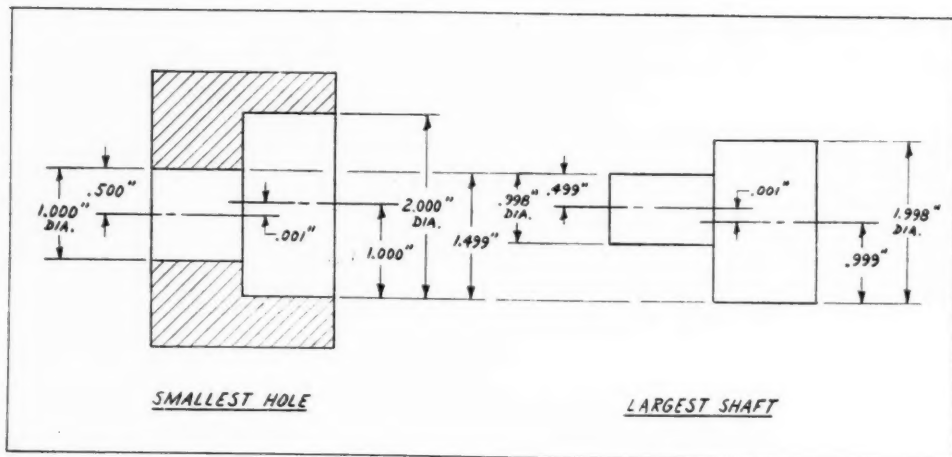 .500"
1.000"
DIA.
.001"
1.000"
2.000"
DIA.
1.499"
.998"
DIA.
.499"
.001"
1.998"
DIA.
.999"
SMALLEST HOLE
LARGEST SHAFT